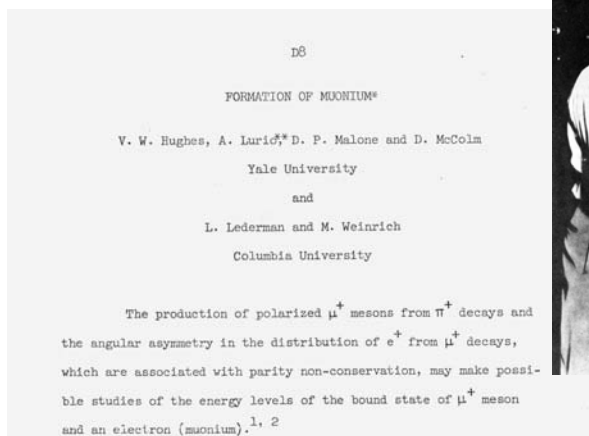 D8
FORMATION OF MUONIUM*
V. W. Hughes, A. Lurio,** D. P. Malone and D. McColm
Yale University
and
L. Lederman and M. Weinrich
Columbia University
The production of polarized μ⁺ mesons from π⁺ decays and
the angular asymmetry in the distribution of e⁺ from μ⁺ decays,
which are associated with parity non-conservation, may make possi-
ble studies of the energy levels of the bound state of μ⁺ meson
and an electron (muonium).¹, ²